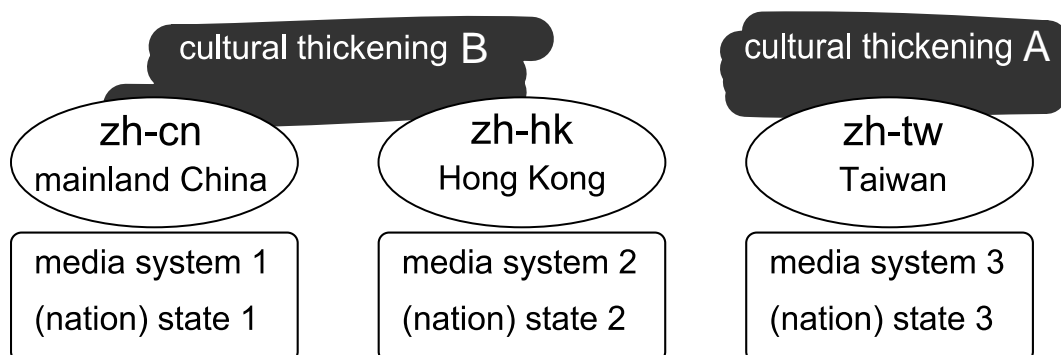 cultural thickening B
cultural thickening A
zh-cn
mainland China
zh-hk
Hong Kong
zh-tw
Taiwan
media system 1
(nation) state 1
media system 2
(nation) state 2
media system 3
(nation) state 3